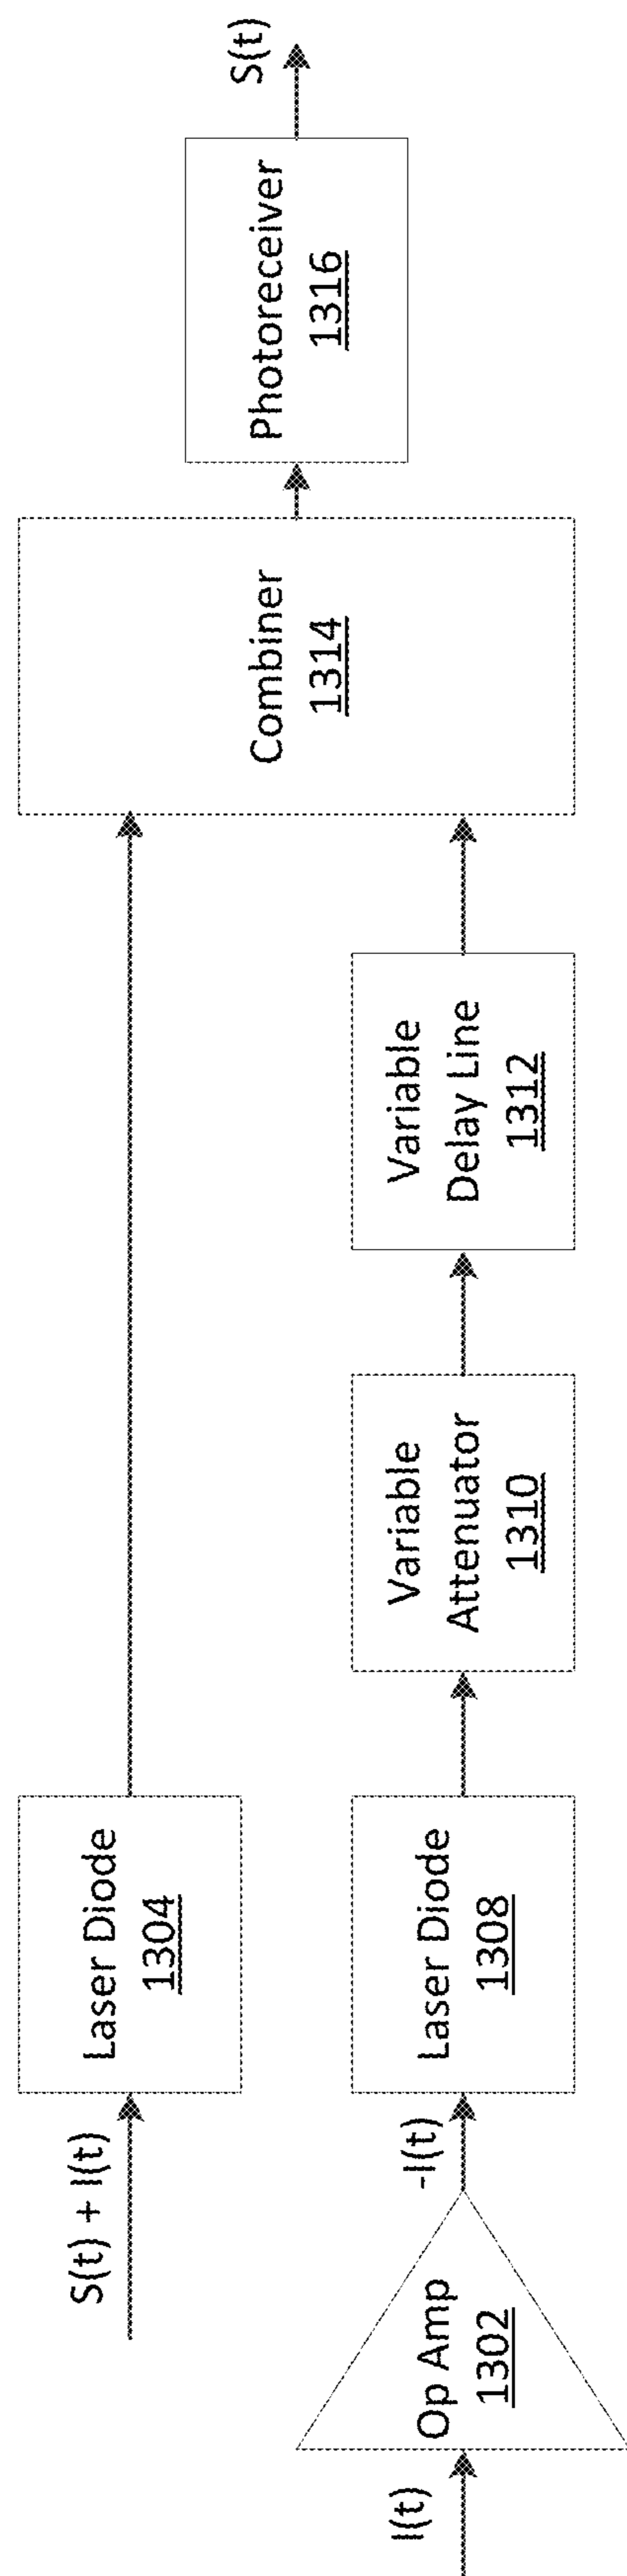 S(t) + I(t)
Laser Diode
1304
I(t)
Op Amp
1302
-I(t)
Laser Diode
1308
Variable
Attenuator
1310
Variable
Delay Line
1312
Combiner
1314
Photoreceiver
1316
S(t)